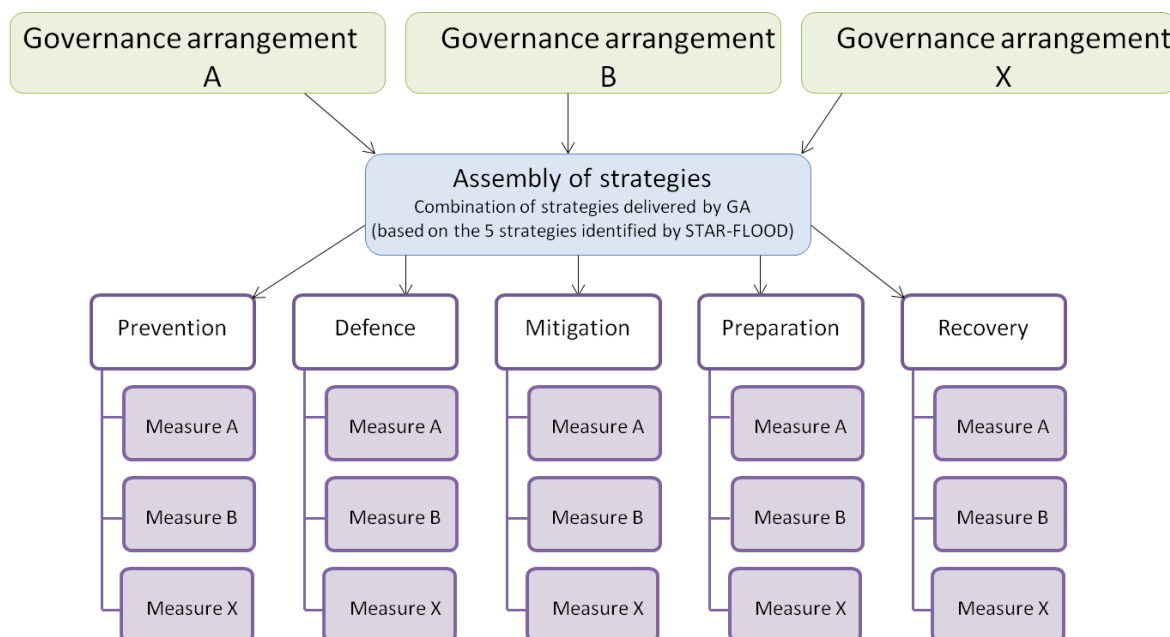 Governance arrangement
A
Governance arrangement
B
Governance arrangement
X
Assembly of strategies
Combination of strategies delivered by GA
(based on the 5 strategies identified by STAR-FLOOD)
Prevention
Defence
Mitigation
Preparation
Recovery
Measure A
Measure A
Measure A
Measure A
Measure A
Measure B
Measure B
Measure B
Measure B
Measure B
Measure X
Measure X
Measure X
Measure X
Measure X